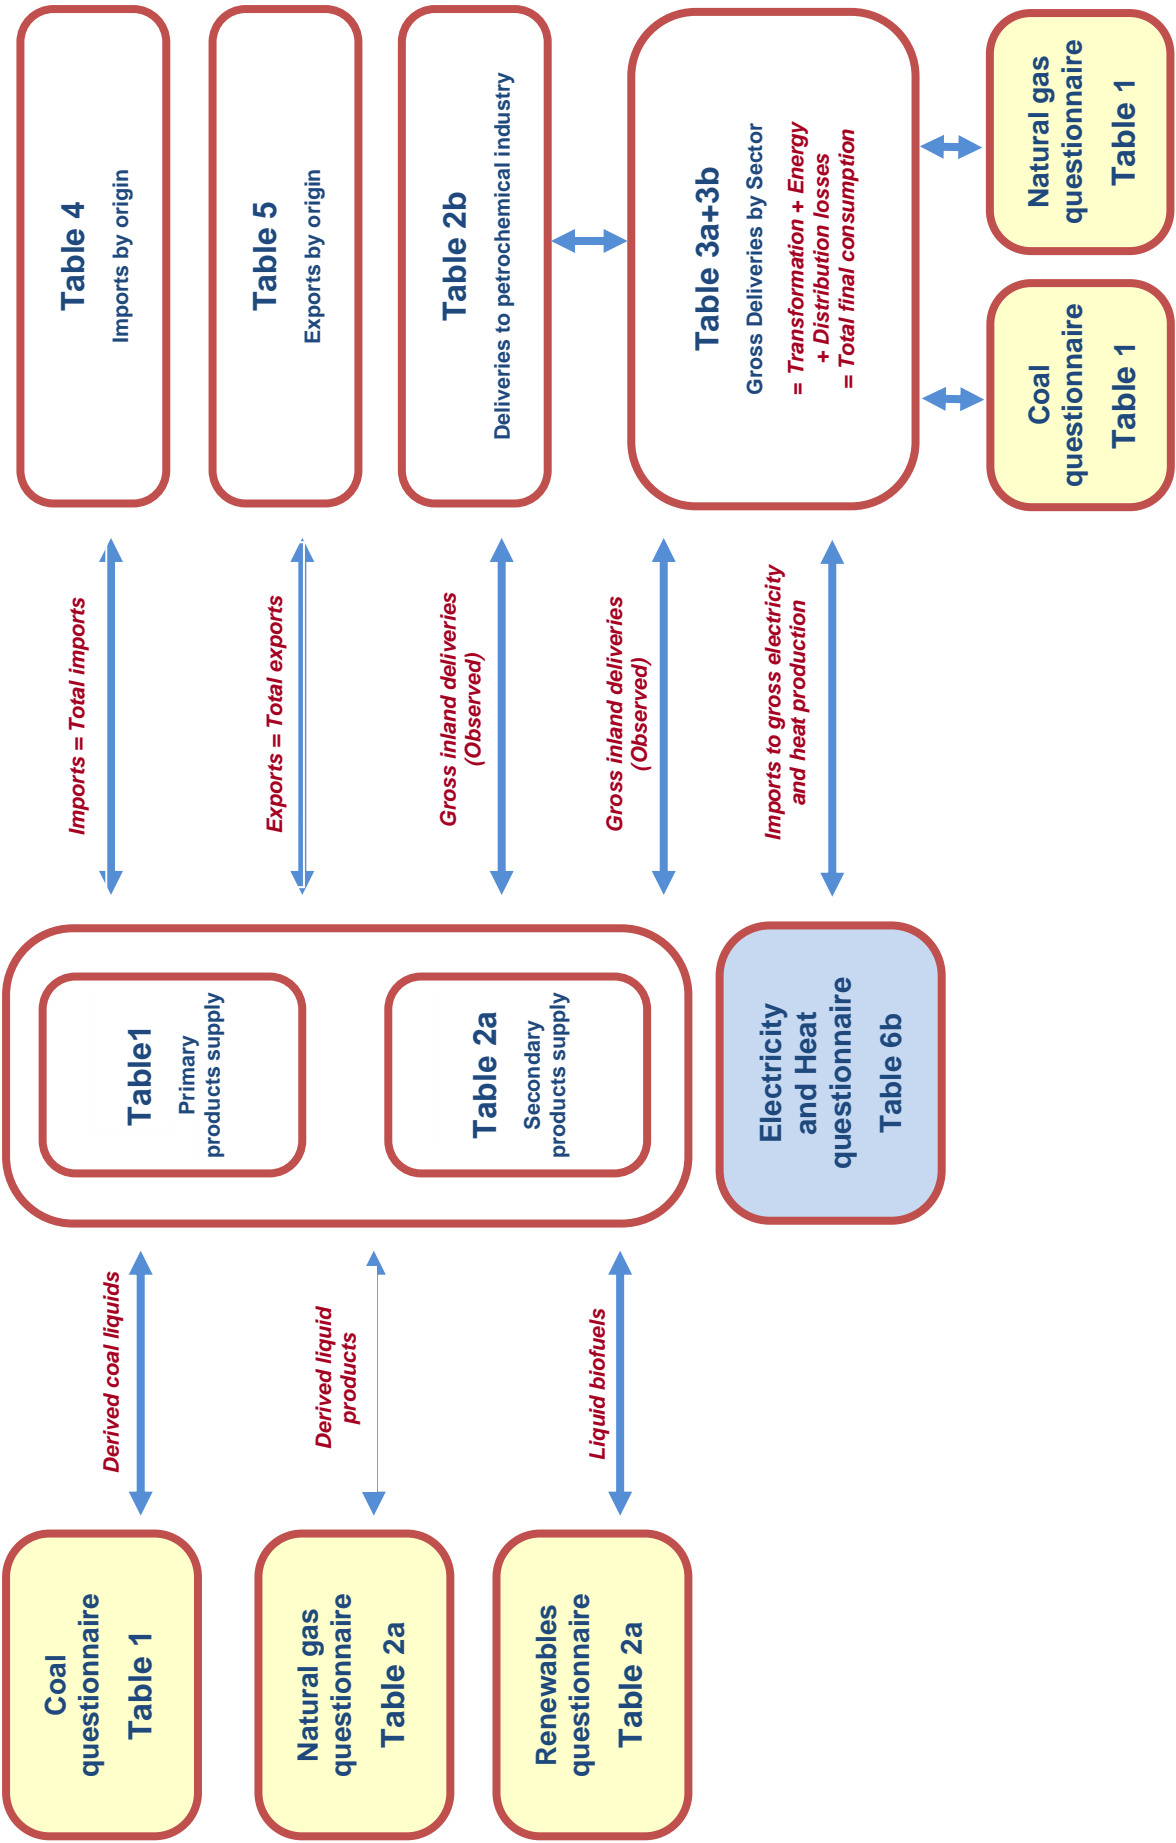 Coal
questionnaire
Table 1
Natural gas
questionnaire
Table 2a
Renewables
questionnaire
Table 2a
Derived coal liquids
Derived liquid
products
Liquid biofuels
Table1
Primary
products supply
Table 2a
Secondary
products supply
Electricity
and Heat
questionnaire
Table 6b
Imports = Total imports
Exports = Total exports
Gross inland deliveries
(Observed)
Gross inland deliveries
(Observed)
Imports to gross electricity
and heat production
Table 4
Imports by origin
Table 5
Exports by origin
Table 2b
Deliveries to petrochemical industry
Table 3a+3b
Gross Deliveries by Sector
= Transformation + Energy
+ Distribution losses
= Total final consumption
Coal
questionnaire
Table 1
Natural gas
questionnaire
Table 1